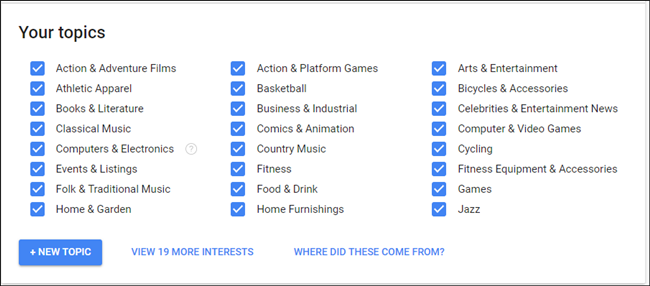 Your topics
Action & Adventure Films
Action & Platform Games
Arts & Entertainment
Athletic Apparel
Basketball
Bicycles & Accessories
Books & Literature
Business & Industrial
Celebrities & Entertainment News
Classical Music
Comics & Animation
Computer & Video Games
Computers & Electronics ?
Country Music
Cycling
Events & Listings
Fitness
Fitness Equipment & Accessories
Folk & Traditional Music
Food & Drink
Games
Home & Garden
Home Furnishings
Jazz
+ NEW TOPIC
VIEW 19 MORE INTERESTS
WHERE DID THESE COME FROM?